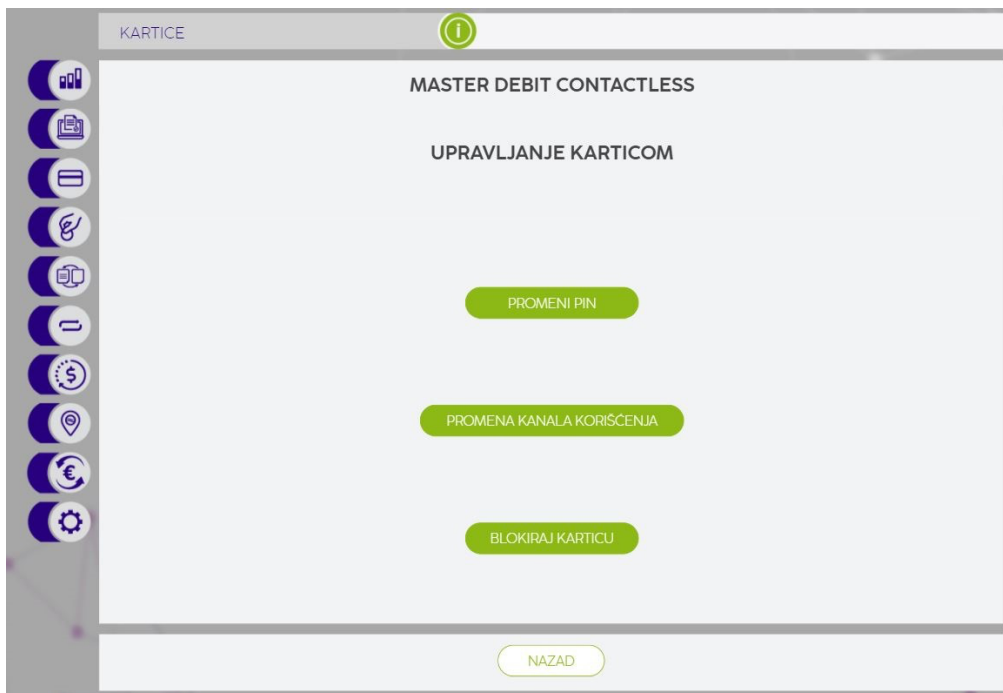 KARTICE
MASTER DEBIT CONTACTLESS
UPRAVLJANJE KARTICOM
PROMENI PIN
PROMENA KANALA KORIŠĆENJA
BLOKIRAJ KARTICU
NAZAD